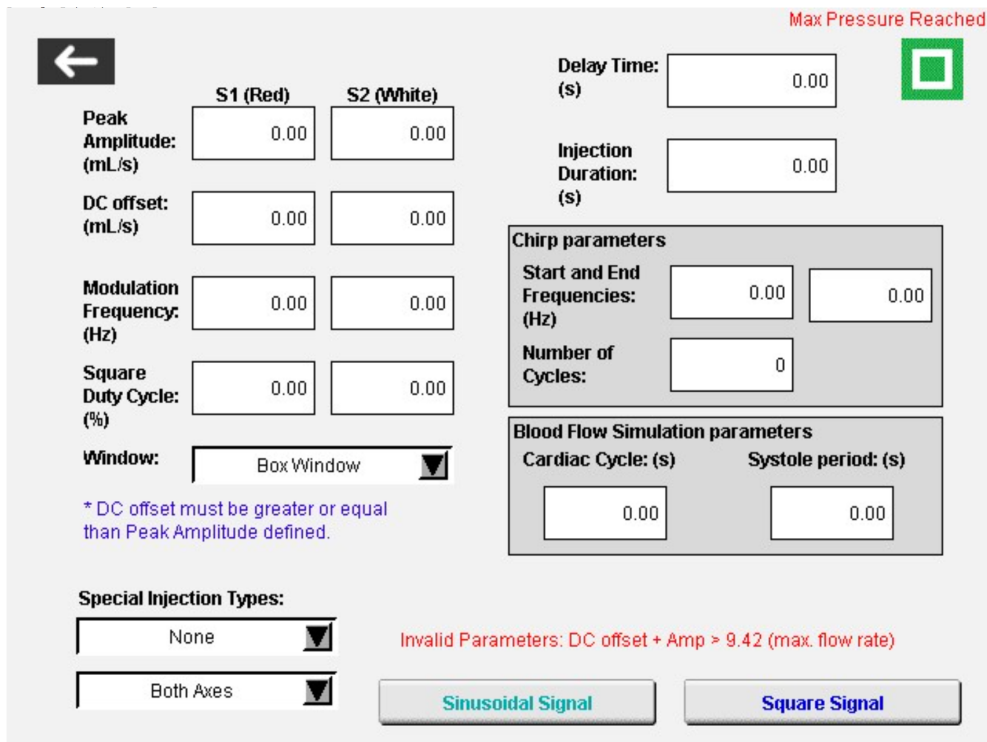 Max Pressure Reached
S1 (Red) S2 (White)
Peak
Amplitude:
(mL/s)
0.00 0.00
DC offset:
(mL/s)
0.00 0.00
Modulation
Frequency:
(Hz)
0.00 0.00
Square
Duty Cycle:
(%)
0.00 0.00
Window:
Box Window
* DC offset must be greater or equal
than Peak Amplitude defined.
Delay Time:
(s)
0.00
Injection
Duration:
(s)
0.00
Chirp parameters
Start and End
Frequencies:
(Hz)
0.00 0.00
Number of
Cycles:
0
Blood Flow Simulation parameters
Cardiac Cycle: (s) Systole period: (s)
0.00 0.00
Special Injection Types:
None
Both Axes
Invalid Parameters: DC offset + Amp > 9.42 (max. flow rate)
Sinusoidal Signal Square Signal